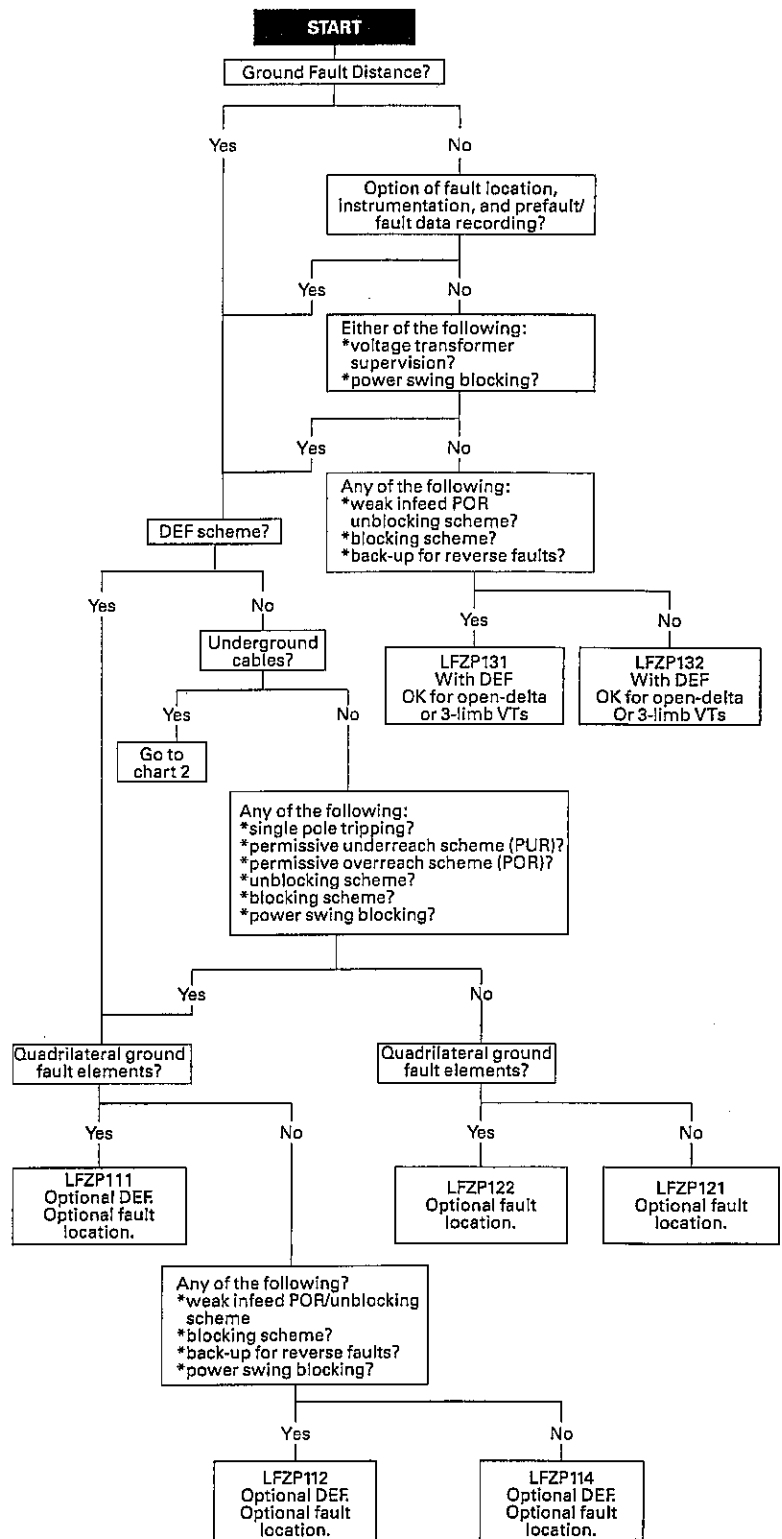 START
Ground Fault Distance?
Yes
No
Option of fault location,
instrumentation, and prefault/
fault data recording?
Yes
No
Either of the following:
*voltage transformer
supervision?
*power swing blocking?
Yes
No
Any of the following:
*weak infeed POR
unblocking scheme?
*blocking scheme?
*back-up for reverse faults?
DEF scheme?
Yes
No
Yes
No
Underground
cables?
LFZP131
With DEF
OK for open-delta
or 3-limb VTs
LFZP132
With DEF
OK for open-delta
Or 3-limb VTs
Yes
No
Go to
chart 2
Any of the following:
*single pole tripping?
*permissive underreach scheme (PUR)?
*permissive overreach scheme (POR)?
*unblocking scheme?
*blocking scheme?
*power swing blocking?
Yes
No
Quadrilateral ground
fault elements?
Quadrilateral ground
fault elements?
Yes
No
Yes
No
LFZP111
Optional DEF.
Optional fault
location.
LFZP122
Optional fault
location.
LFZP121
Optional fault
location.
Any of the following?
*weak infeed POR/unblocking
scheme
*blocking scheme?
*back-up for reverse faults?
*power swing blocking?
Yes
No
LFZP112
Optional DEF.
Optional fault
location.
LFZP114
Optional DEF.
Optional fault
location.